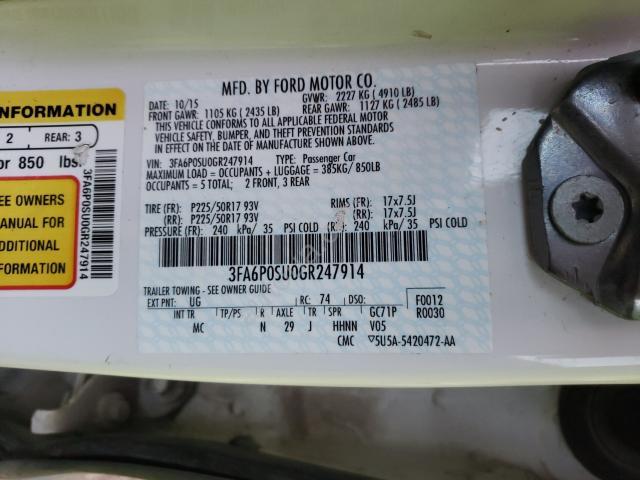 MFD. BY FORD MOTOR CO.
DATE: 10/15 GVWR: 2227 KG ( 4910 LB)
FRONT GAWR: 1105 KG ( 2435 LB) REAR GAWR: 1127 KG ( 2485 LB)
THIS VEHICLE CONFORMS TO ALL APPLICABLE FEDERAL MOTOR
VEHICLE SAFETY, BUMPER, AND THEFT PREVENTION STANDARDS
IN EFFECT ON THE DATE OF MANUFACTURE SHOWN ABOVE.
VIN: 3FA6P0SU0GR247914 TYPE: Passenger Car
MAXIMUM LOAD = OCCUPANTS + LUGGAGE = 385KG/ 850LB
OCCUPANTS = 5 TOTAL; 2 FRONT, 3 REAR
TIRE (FR): P225/50R17 93V RIMS (FR): 17x7.5J
(RR): P225/50R17 93V (RR): 17x7.5J
PRESSURE (FR): 240 kPa/ 35 PSI COLD (RR): 240 kPa/ 35 PSI COLD
3FA6P0SU0GR247914
TRAILER TOWING - SEE OWNER GUIDE
EXT PNT: UG RC: 74 DSO: F0012
INT TR TP/PS R AXLE TR SPR GC71P R0030
MC N 29 J HHNN V05
CMC 5U5A-5420472-AA
INFORMATION
2 REAR: 3
or 850 lbs.
EE OWNERS
MANUAL FOR
ADDITIONAL
INFORMATION
3FA6P0SU0GR247914